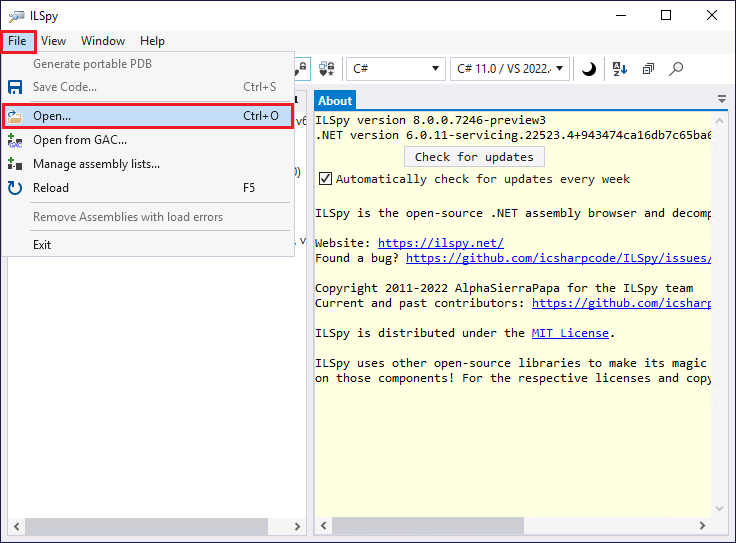 ILSpy
File View Window Help
Generate portable PDB
Save Code... Ctrl+S
Open... Ctrl+O
Open from GAC...
Manage assembly lists...
Reload F5
Remove Assemblies with load errors
Exit
C# C# 11.0 / VS 2022.
About
ILSpy version 8.0.0.7246-preview3
.NET version 6.0.11-servicing.22523.4+943474ca16db7c65ba6
Check for updates
Automatically check for updates every week
ILSpy is the open-source .NET assembly browser and decomp
Website: https://ilspy.net/
Found a bug? https://github.com/icsharpcode/ILSpy/issues/
Copyright 2011-2022 AlphaSierraPapa for the ILSpy team
Current and past contributors: https://github.com/icsharp
ILSpy is distributed under the MIT License.
ILSpy uses other open-source libraries to make its magic
on those components! For the respective licenses and copy